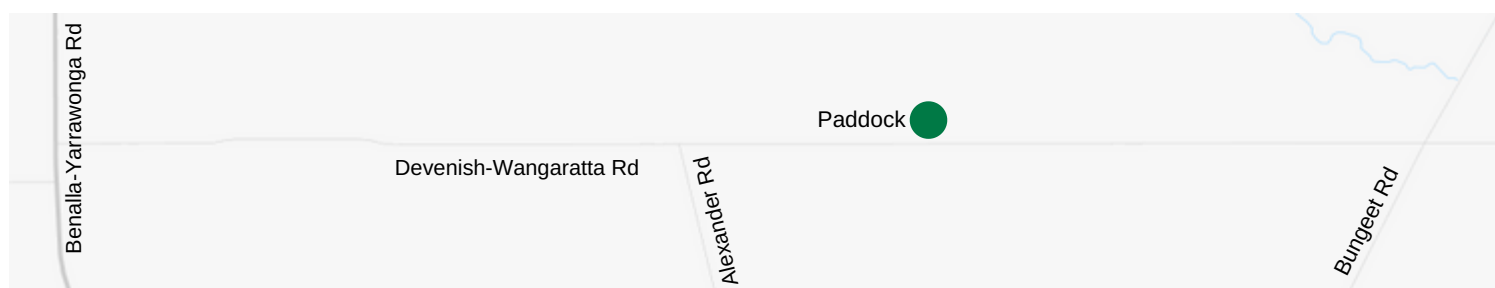 Benalla-Yarrawonga Rd
Paddock
Devenish-Wangaratta Rd
Alexander Rd
Bungeet Rd